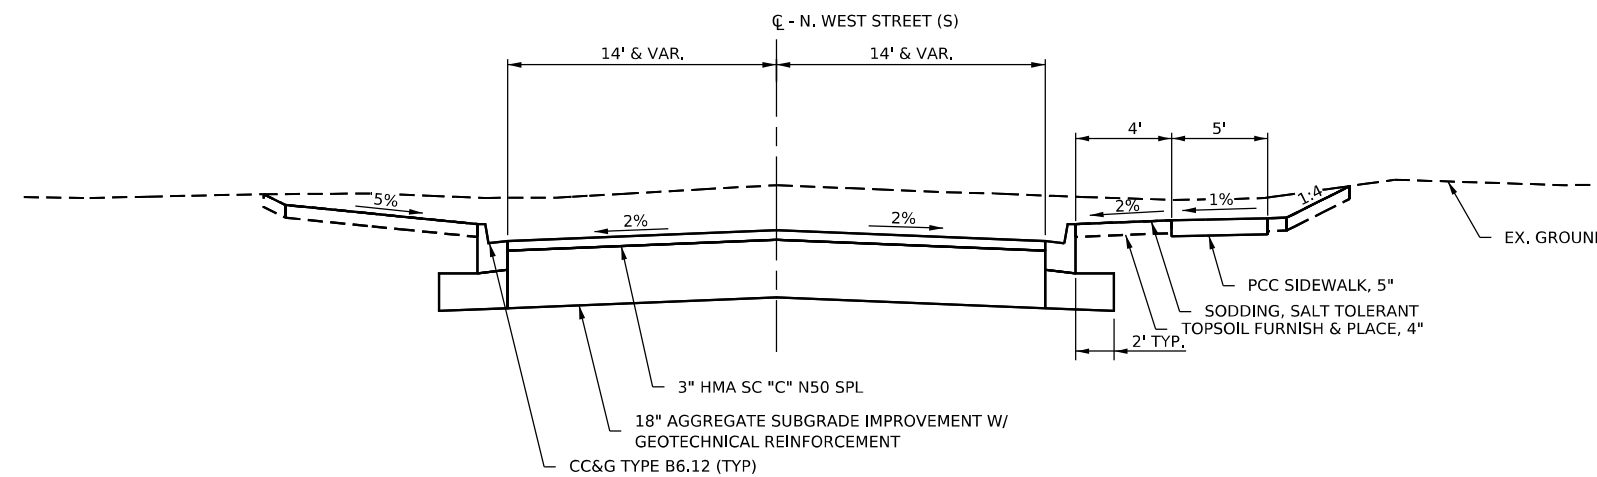 ℄ - N. WEST STREET (S)
14' & VAR.
14' & VAR.
4'
5'
5%
2%
2%
2%
1%
1:4
EX. GROUN
PCC SIDEWALK, 5"
SODDING, SALT TOLERANT
TOPSOIL FURNISH & PLACE, 4"
2' TYP.
3" HMA SC "C" N50 SPL
18" AGGREGATE SUBGRADE IMPROVEMENT W/
GEOTECHNICAL REINFORCEMENT
CC&G TYPE B6.12 (TYP)